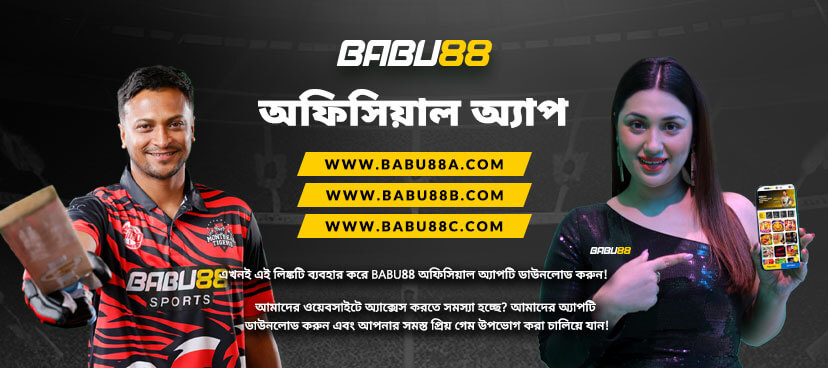 BABU88
অফিসিয়াল অ্যাপ
WWW.BABU88A.COM
WWW.BABU88B.COM
WWW.BABU88C.COM
এখনই এই লিঙ্কটি ব্যবহার করে BABU88 অফিসিয়াল অ্যাপটি ডাউনলোড করুন!
আমাদের ওয়েবসাইটে অ্যাক্সেস করতে সমস্যা হচ্ছে? আমাদের অ্যাপটি
ডাউনলোড করুন এবং আপনার সমস্ত প্রিয় গেম উপভোগ করা চালিয়ে যান!
MONTREAL
TIGERS
BABU88
SPORTS
BABU88